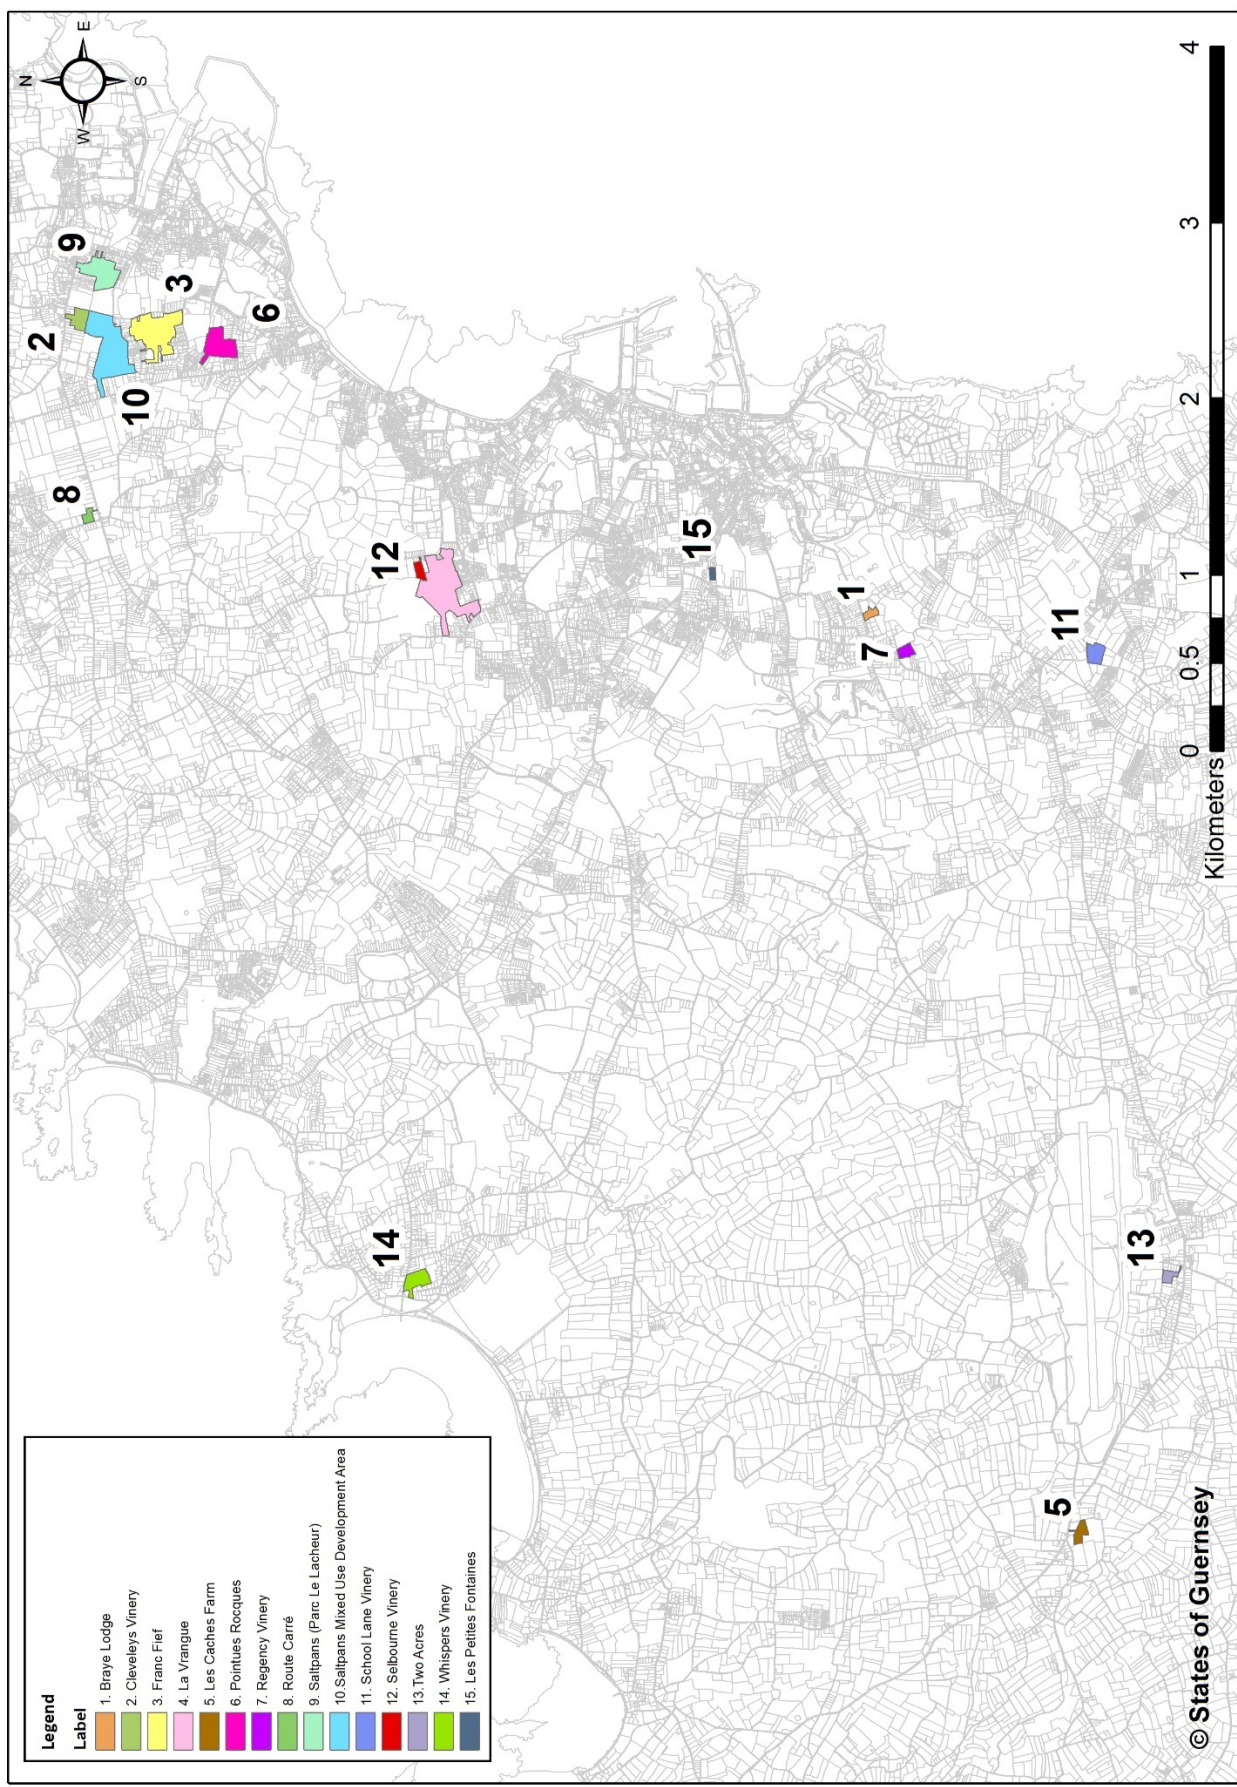 Legend
Label
1. Braye Lodge
2. Cleveleys Vinery
3. Franc Fief
4. La Vrangue
5. Les Caches Farm
6. Pointues Rocques
7. Regency Vinery
8. Route Carré
9. Saltpans (Parc Le Lacheur)
10.Saltpans Mixed Use Development Area
11. School Lane Vinery
12. Selbourne Vinery
13.Two Acres
14. Whispers Vinery
15. Les Petites Fontaines
N
W
E
S
2
9
8
10
3
6
12
14
15
1
7
11
13
5
© States of Guernsey
Kilometers
0 0.5 1 2 3 4